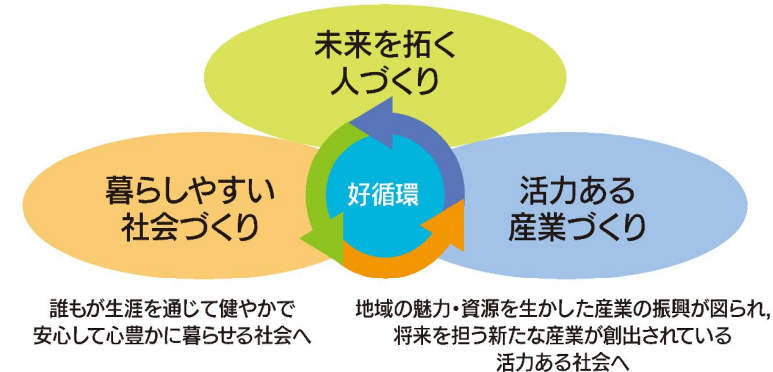 未来を拓く
人づくり
暮らしやすい
社会づくり
好循環
活力ある
産業づくり
誰もが生涯を通じて健やかで
安心して心豊かに暮らせる社会へ
地域の魅力・資源を生かした産業の振興が図られ,
将来を担う新たな産業が創出されている
活力ある社会へ